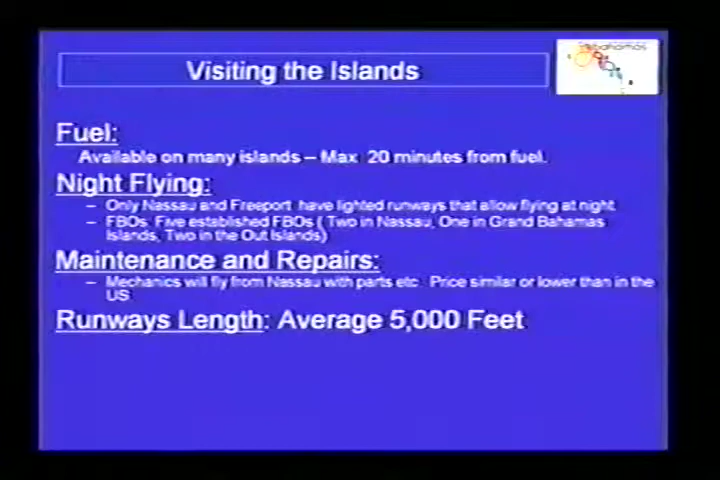 Visiting the Islands
bahamas
Fuel:
Available on many islands – Max 20 minutes from fuel.
Night Flying:
– Only Nassau and Freeport have lighted runways that allow flying at night
– FBOs Five established FBOs ( Two in Nassau, One in Grand Bahamas
Islands, Two in the Out Islands)
Maintenance and Repairs:
– Mechanics will fly from Nassau with parts etc Price similar or lower than in the
US
Runways Length: Average 5,000 Feet